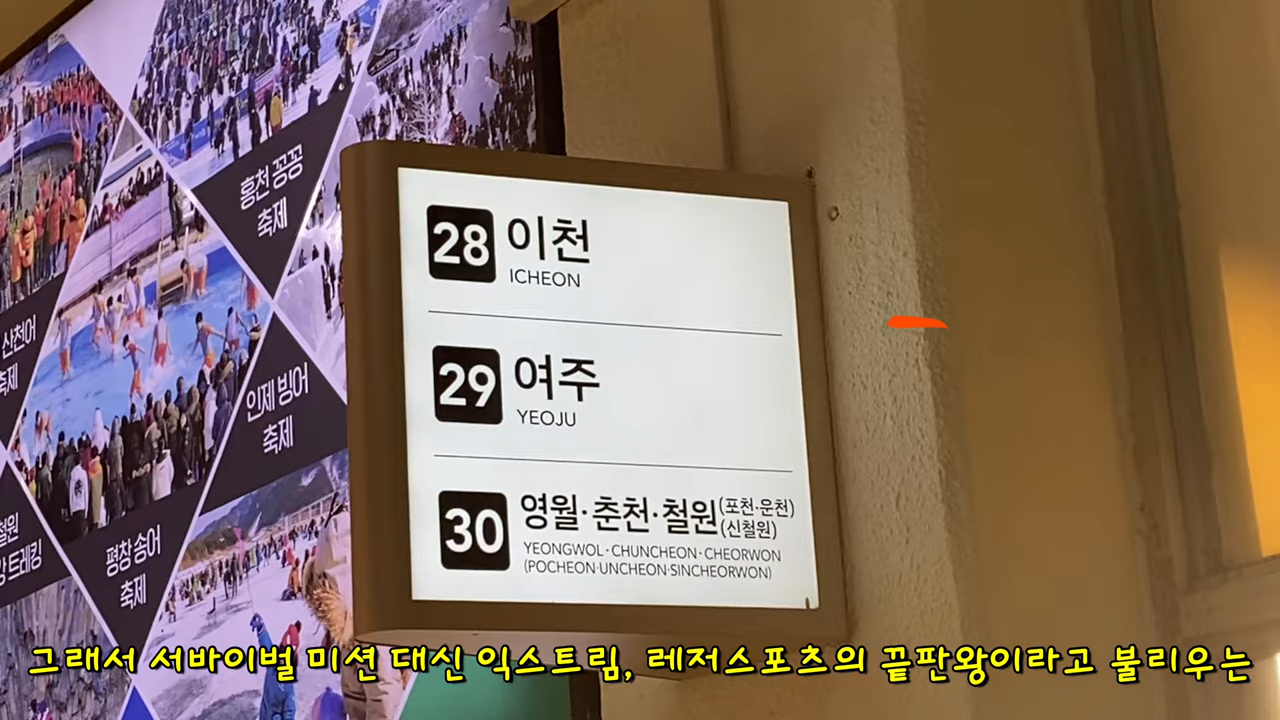 홍천 꽁꽁
축제
산천어
축제
인제 빙어
축제
철원
트레킹
평창 송어
축제
28 이천
ICHEON
29 여주
YEOJU
30 영월·춘천·철원(포천·운천)
(신철원)
YEONGWOL·CHUNCHEON·CHEORWON
(POCHEON·UNCHEON·SINCHEORWON)
그래서 서바이벌 미션 대신 익스트림, 레저스포츠의 끝판왕이라고 불리우는